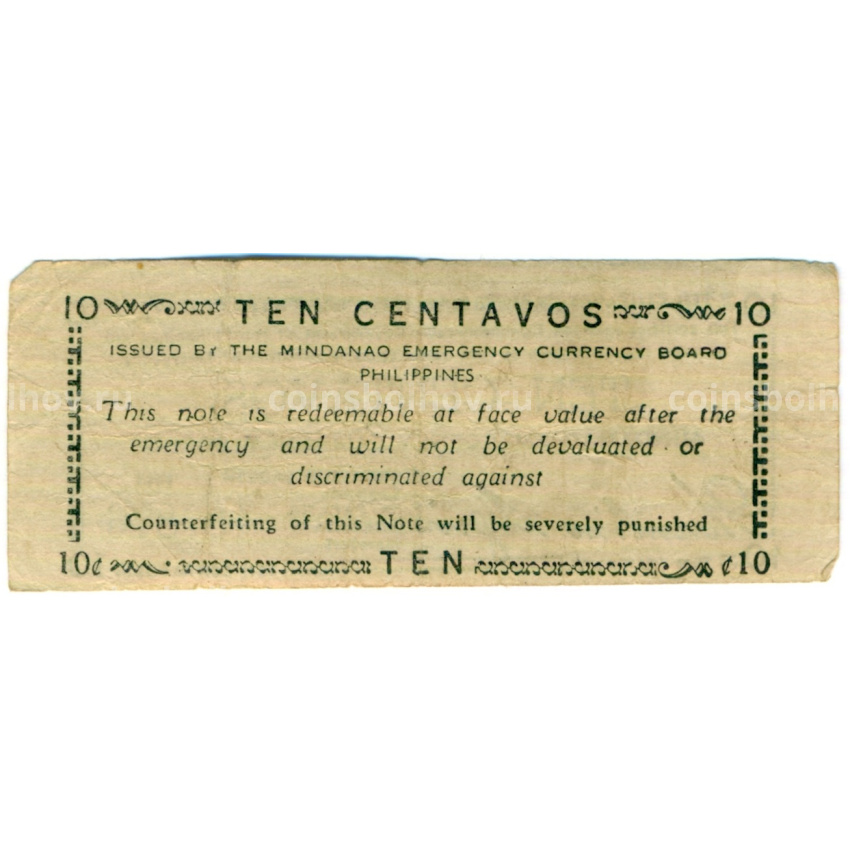 10 TEN CENTAVOS 10
ISSUED BY THE MINDANAO EMERGENCY CURRENCY BOARD
PHILIPPINES
This note is redeemable at face value after the
emergency and will not be devaluated or
discriminated against
Counterfeiting of this Note will be severely punished
10¢ TEN ¢10
coinsbolhov.ru